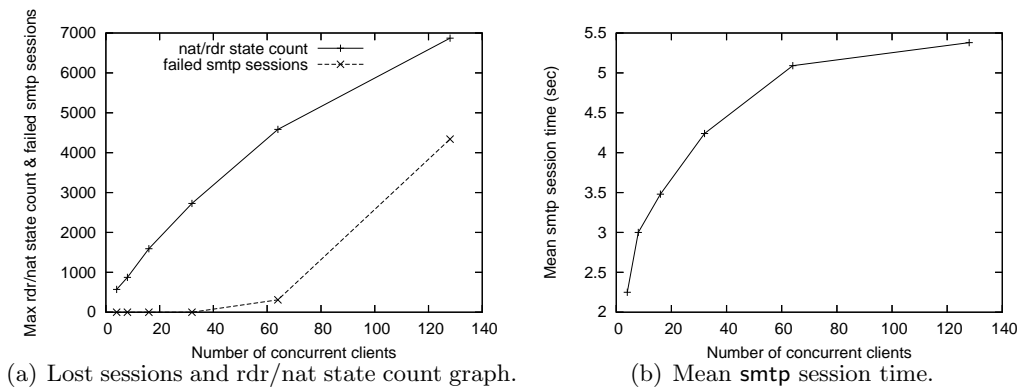 Max rdr/nat state count & failed smtp sessions
7000
6000
5000
4000
3000
2000
1000
0
nat/rdr state count
failed smtp sessions
0 20 40 60 80 100 120 140
Number of concurrent clients
(a) Lost sessions and rdr/nat state count graph.
Mean smtp session time (sec)
5.5
5
4.5
4
3.5
3
2.5
2
0 20 40 60 80 100 120 140
Number of concurrent clients
(b) Mean smtp session time.